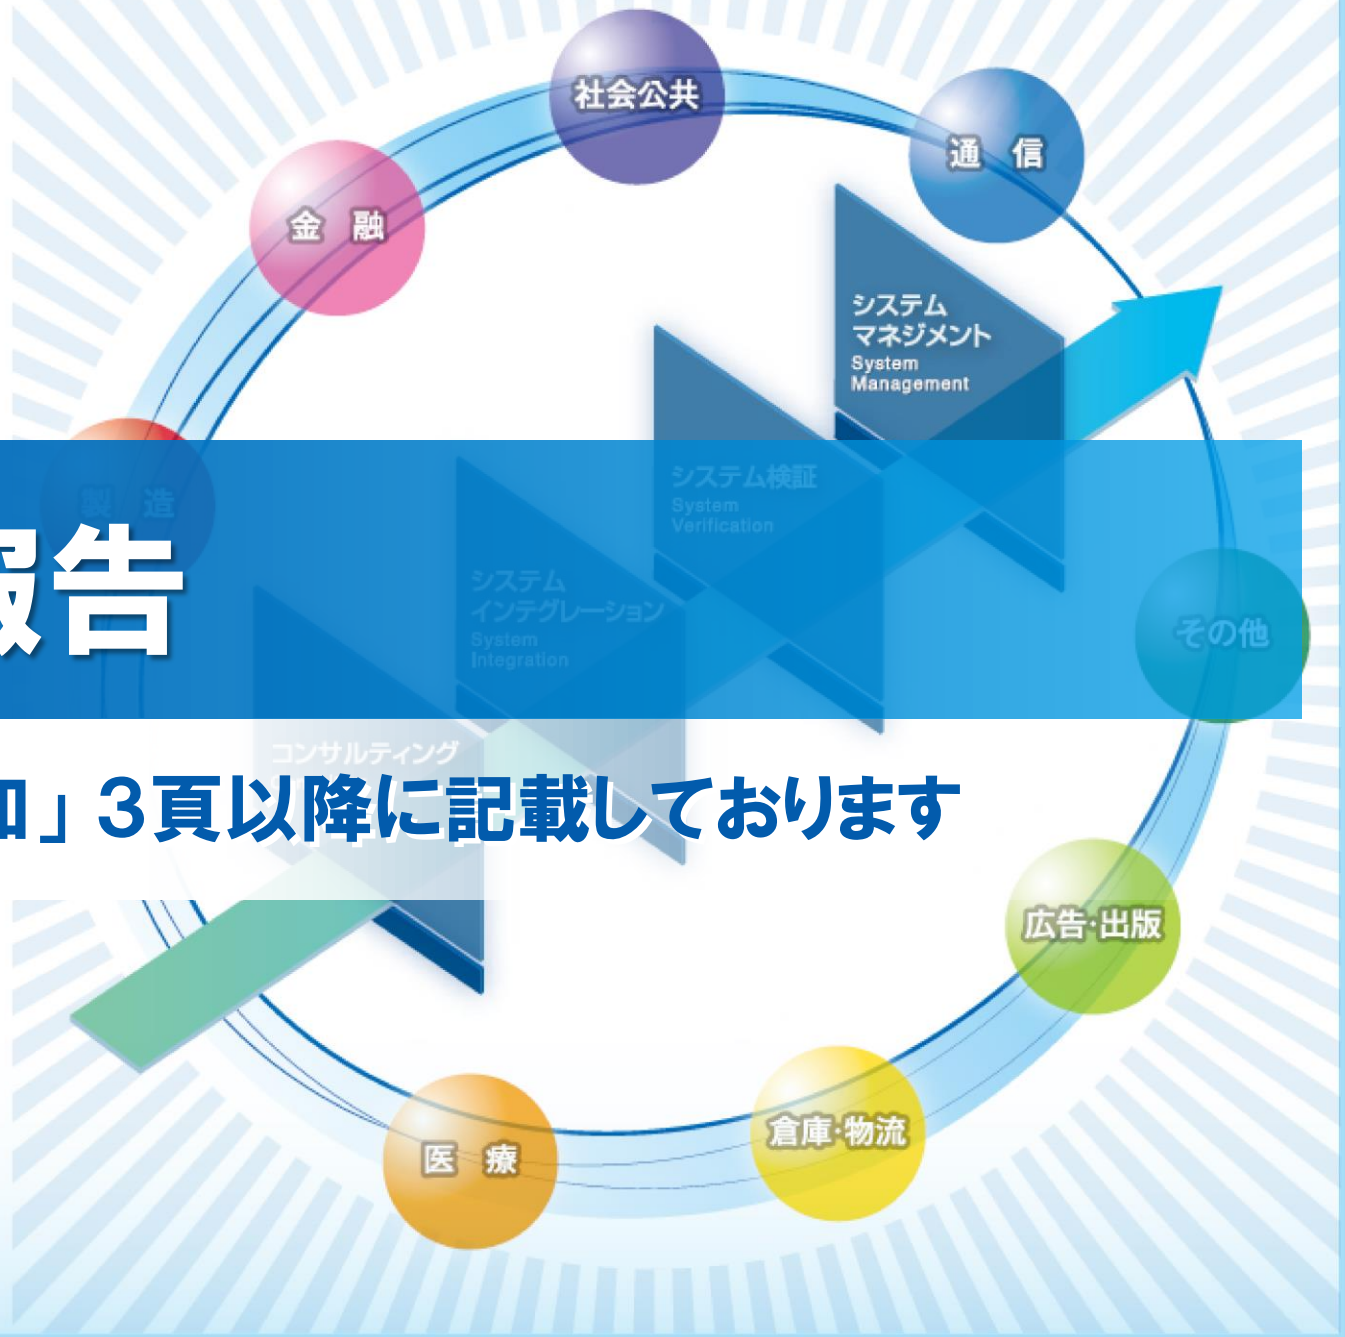 社会公共
通 信
金 融
システム
マネジメント
System
Management
製 造
システム検証
System
Verification
報告
システム
インテグレーション
System
Integration
その他
コンサルティング
」3頁以降に記載しております
広告・出版
倉庫・物流
医 療